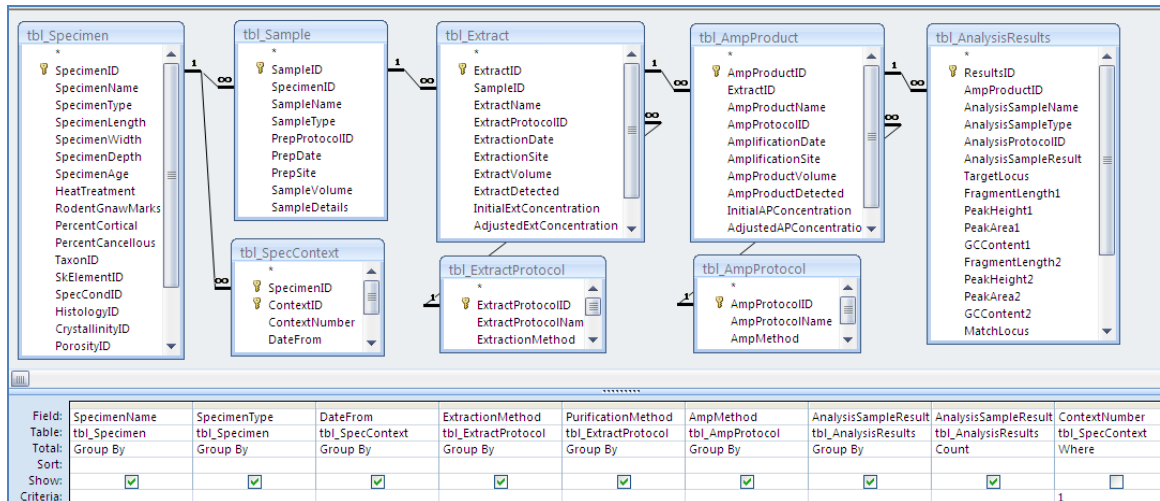 tbl_Specimen
*
SpecimenID
SpecimenName
SpecimenType
SpecimenLength
SpecimenWidth
SpecimenDepth
SpecimenAge
HeatTreatment
RodentGnawMarks
PercentCortical
PercentCancellous
TaxonID
SkElementID
SpecCondID
HistologyID
CrystallinityID
PorosityID
1
∞
∞
tbl_Sample
*
SampleID
SpecimenID
SampleName
SampleType
PrepProtocolID
PrepDate
PrepSite
SampleVolume
SampleDetails
1
∞
tbl_SpecContext
*
SpecimenID
ContextID
ContextNumber
DateFrom
tbl_Extract
*
ExtractID
SampleID
ExtractName
ExtractProtocolID
ExtractionDate
ExtractionSite
ExtractVolume
ExtractDetected
InitialExtConcentration
AdjustedExtConcentration
1
∞
∞
tbl_ExtractProtocol
*
1
ExtractProtocolID
ExtractProtocolNam
ExtractionMethod
tbl_AmpProduct
*
AmpProductID
ExtractID
AmpProductName
AmpProtocolID
AmplificationDate
AmplificationSite
AmpProductVolume
AmpProductDetected
InitialAPConcentration
AdjustedAPConcentratio
1
∞
∞
tbl_AmpProtocol
*
1
AmpProtocolID
AmpProtocolName
AmpMethod
tbl_AnalysisResults
*
ResultsID
AmpProductID
AnalysisSampleName
AnalysisSampleType
AnalysisProtocolID
AnalysisSampleResult
TargetLocus
FragmentLength1
PeakHeight1
PeakArea1
GCContent1
FragmentLength2
PeakHeight2
PeakArea2
GCContent2
MatchLocus
Field: SpecimenName SpecimenType DateFrom ExtractionMethod PurificationMethod AmpMethod AnalysisSampleResult AnalysisSampleResult ContextNumber
Table: tbl_Specimen tbl_Specimen tbl_SpecContext tbl_ExtractProtocol tbl_ExtractProtocol tbl_AmpProtocol tbl_AnalysisResults tbl_AnalysisResults tbl_SpecContext
Total: Group By Group By Group By Group By Group By Group By Group By Count Where
Sort:
Show:
Criteria: 1